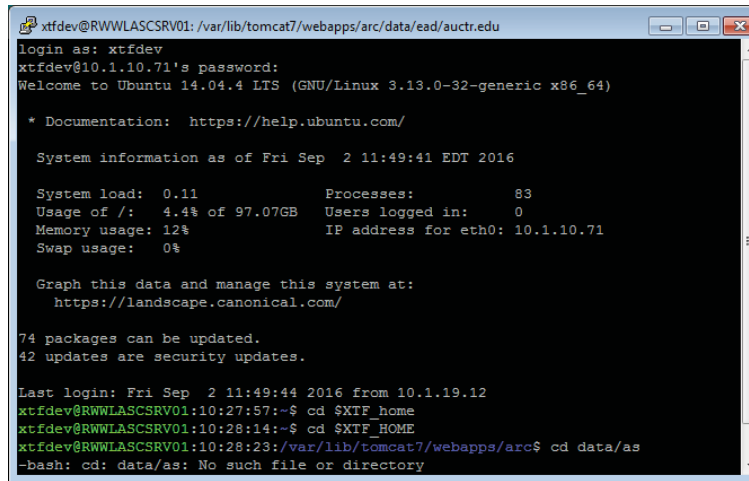 xtfdev@RWWLASCSRV01: /var/lib/tomcat7/webapps/arc/data/ead/auctr.edu
login as: xtfdev
xtfdev@10.1.10.71's password:
Welcome to Ubuntu 14.04.4 LTS (GNU/Linux 3.13.0-32-generic x86_64)
* Documentation:  https://help.ubuntu.com/
System information as of Fri Sep  2 11:49:41 EDT 2016
System load:  0.11               Processes:           83
Usage of /:   4.4% of 97.07GB   Users logged in:     0
Memory usage: 12%                IP address for eth0: 10.1.10.71
Swap usage:   0%
Graph this data and manage this system at:
https://landscape.canonical.com/
74 packages can be updated.
42 updates are security updates.
Last login: Fri Sep  2 11:49:44 2016 from 10.1.19.12
xtfdev@RWWLASCSRV01:10:27:57:~$ cd $XTF_home
xtfdev@RWWLASCSRV01:10:28:14:~$ cd $XTF_HOME
xtfdev@RWWLASCSRV01:10:28:23:/var/lib/tomcat7/webapps/arc$ cd data/as
-bash: cd: data/as: No such file or directory